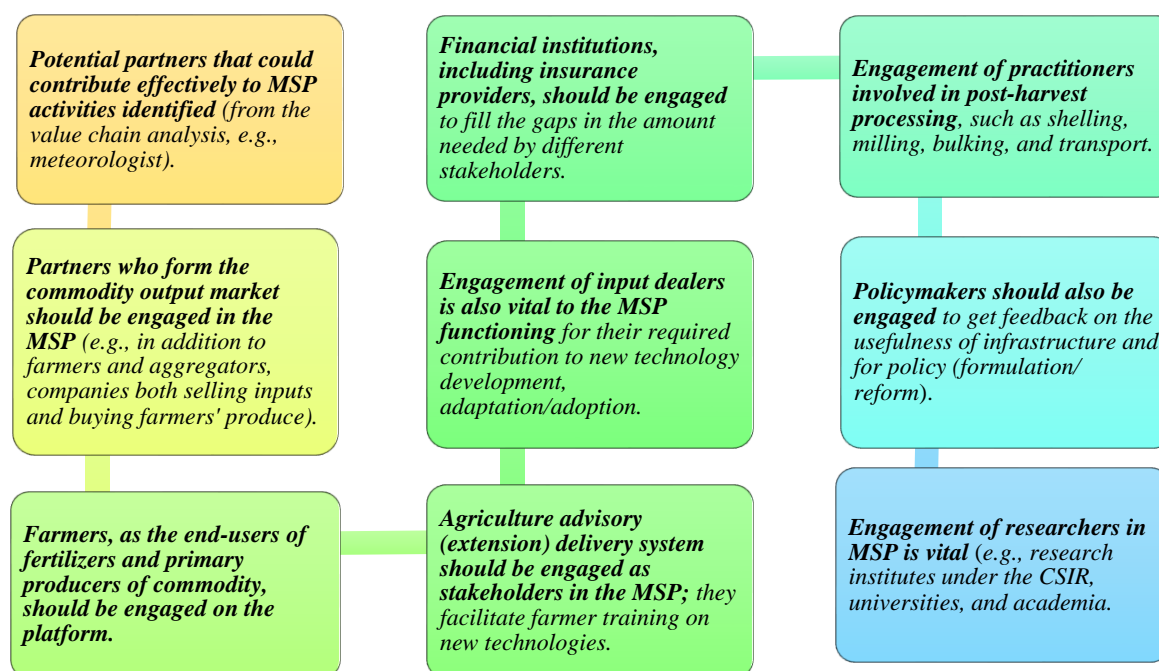 Potential partners that could
contribute effectively to MSP
activities identified (from the
value chain analysis, e.g.,
meteorologist).
Partners who form the
commodity output market
should be engaged in the
MSP (e.g., in addition to
farmers and aggregators,
companies both selling inputs
and buying farmers' produce).
Farmers, as the end-users of
fertilizers and primary
producers of commodity,
should be engaged on the
platform.
Agriculture advisory
(extension) delivery system
should be engaged as
stakeholders in the MSP; they
facilitate farmer training on
new technologies.
Engagement of input dealers
is also vital to the MSP
functioning for their required
contribution to new technology
development,
adaptation/adoption.
Financial institutions,
including insurance
providers, should be engaged
to fill the gaps in the amount
needed by different
stakeholders.
Engagement of practitioners
involved in post-harvest
processing, such as shelling,
milling, bulking, and transport.
Policymakers should also be
engaged to get feedback on the
usefulness of infrastructure and
for policy (formulation/
reform).
Engagement of researchers in
MSP is vital (e.g., research
institutes under the CSIR,
universities, and academia.